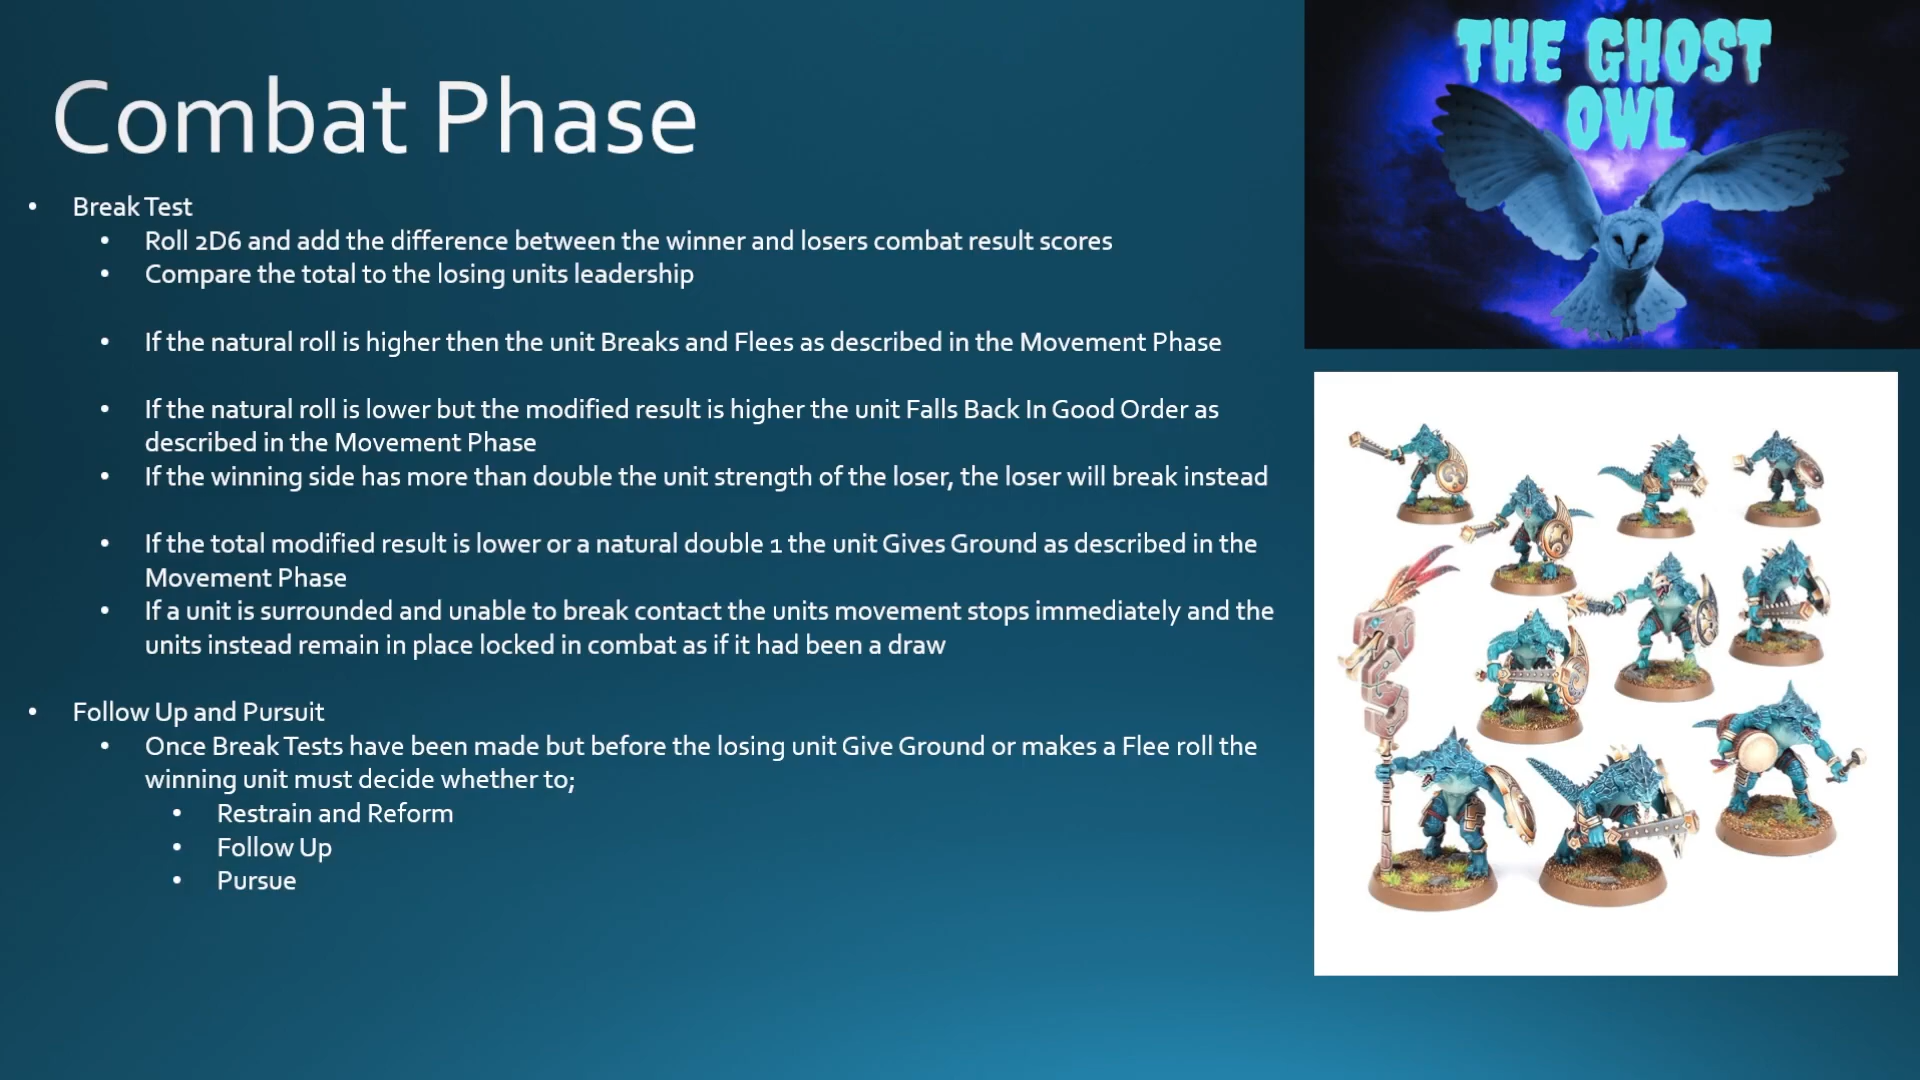 THE GHOST
OWL
Combat Phase
• Break Test
• Roll 2D6 and add the difference between the winner and losers combat result scores
• Compare the total to the losing units leadership
• If the natural roll is higher then the unit Breaks and Flees as described in the Movement Phase
• If the natural roll is lower but the modified result is higher the unit Falls Back In Good Order as
described in the Movement Phase
• If the winning side has more than double the unit strength of the loser, the loser will break instead
• If the total modified result is lower or a natural double 1 the unit Gives Ground as described in the
Movement Phase
• If a unit is surrounded and unable to break contact the units movement stops immediately and the
units instead remain in place locked in combat as if it had been a draw
• Follow Up and Pursuit
• Once Break Tests have been made but before the losing unit Give Ground or makes a Flee roll the
winning unit must decide whether to;
• Restrain and Reform
• Follow Up
• Pursue